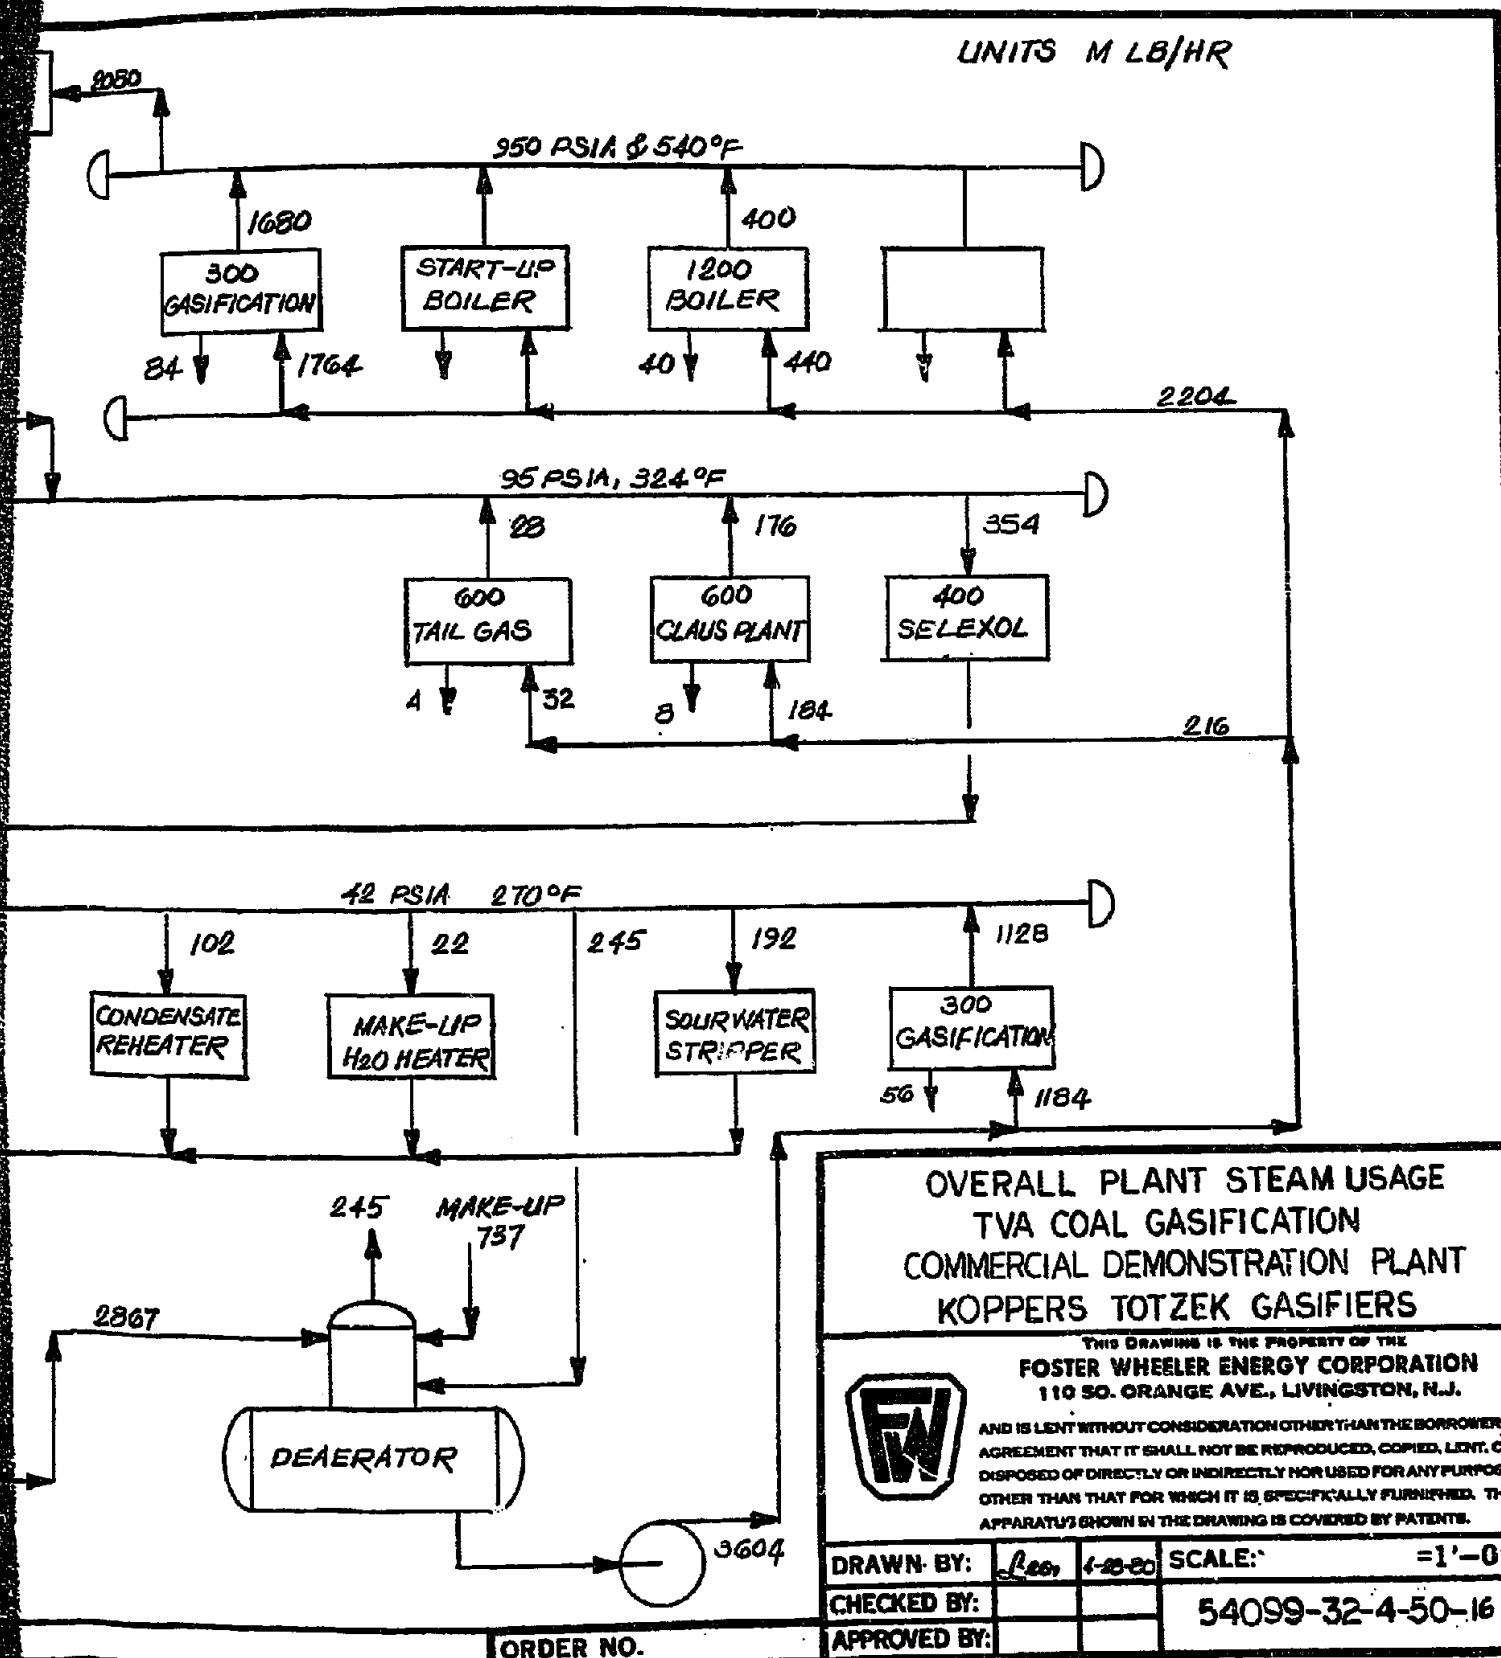 UNITS M LB/HR
2080
950 PSIA & 540°F
1680
400
300
GASIFICATION
START-UP
BOILER
1200
BOILER
84
1764
40
440
2204
95 PSIA, 324°F
28
176
354
600
TAIL GAS
600
CLAUS PLANT
400
SELEXOL
4
32
8
184
216
42 PSIA 270°F
102
22
245
192
1128
CONDENSATE
REHEATER
MAKE-UP
H2O HEATER
SOURWATER
STRIPPER
300
GASIFICATION
56
1184
245
MAKE-UP
737
2867
DEAERATOR
3604
OVERALL PLANT STEAM USAGE
TVA COAL GASIFICATION
COMMERCIAL DEMONSTRATION PLANT
KOPPERS TOTZEK GASIFIERS
THIS DRAWING IS THE PROPERTY OF THE
FOSTER WHEELER ENERGY CORPORATION
110 SO. ORANGE AVE., LIVINGSTON, N.J.
AND IS LENT WITHOUT CONSIDERATION OTHER THAN THE BORROWER
AGREEMENT THAT IT SHALL NOT BE REPRODUCED, COPIED, LENT, O
DISPOSED OF DIRECTLY OR INDIRECTLY NOR USED FOR ANY PURPOS
OTHER THAN THAT FOR WHICH IT IS SPECIFICALLY FURNISHED. TH
APPARATUS SHOWN IN THE DRAWING IS COVERED BY PATENTS.
DRAWN BY:
SCALE: =1'-0
CHECKED BY:
54099-32-4-50-16
APPROVED BY:
ORDER NO.